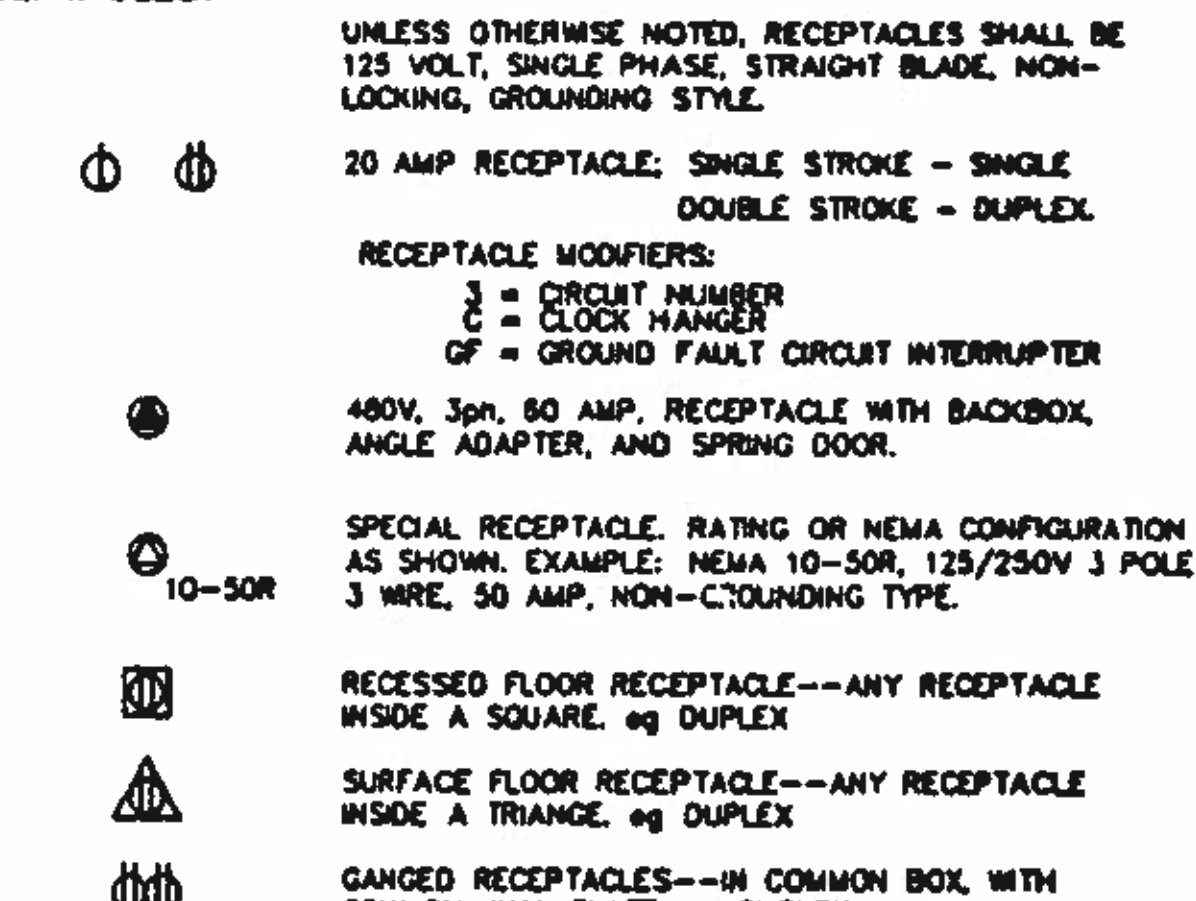 UNLESS OTHERWISE NOTED, RECEPTACLES SHALL BE
125 VOLT, SINGLE PHASE, STRAIGHT BLADE, NON-
LOCKING, GROUNDING STYLE.
20 AMP RECEPTACLE; SINGLE STROKE - SINGLE
DOUBLE STROKE - DUPLEX.
RECEPTACLE MODIFIERS:
3 = CIRCUIT NUMBER
C = CLOCK HANGER
GF = GROUND FAULT CIRCUIT INTERRUPTER
480V, 3ph, 60 AMP, RECEPTACLE WITH BACKBOX,
ANGLE ADAPTER, AND SPRING DOOR.
SPECIAL RECEPTACLE. RATING OR NEMA CONFIGURATION
AS SHOWN. EXAMPLE: NEMA 10-50R, 125/250V 3 POLE
10-50R
3 WIRE, 50 AMP, NON-GROUNDING TYPE.
RECESSED FLOOR RECEPTACLE--ANY RECEPTACLE
INSIDE A SQUARE. eg DUPLEX
SURFACE FLOOR RECEPTACLE--ANY RECEPTACLE
INSIDE A TRIANGE. eg DUPLEX
GANGED RECEPTACLES--IN COMMON BOX, WITH